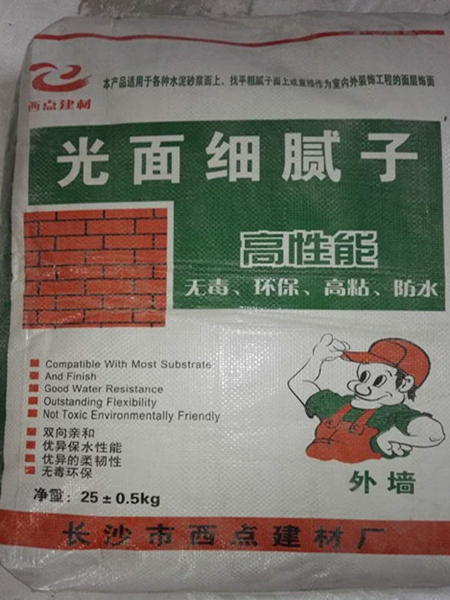 本产品适用于各种水泥砂浆面上、找平粗腻子面上或直接作为室内外装饰工程的面层饰面
西点建材
光面细腻子
高性能
无毒、环保、高粘、防水
Compatible With Most Substrate
And Finish
Good Water Resistance
Outstanding Flexibility
Not Toxic Environmentally Friendly
双向亲和
优异保水性能
优异的柔韧性
无毒环保
外墙
净重：25±0.5kg
长沙市西点建材厂